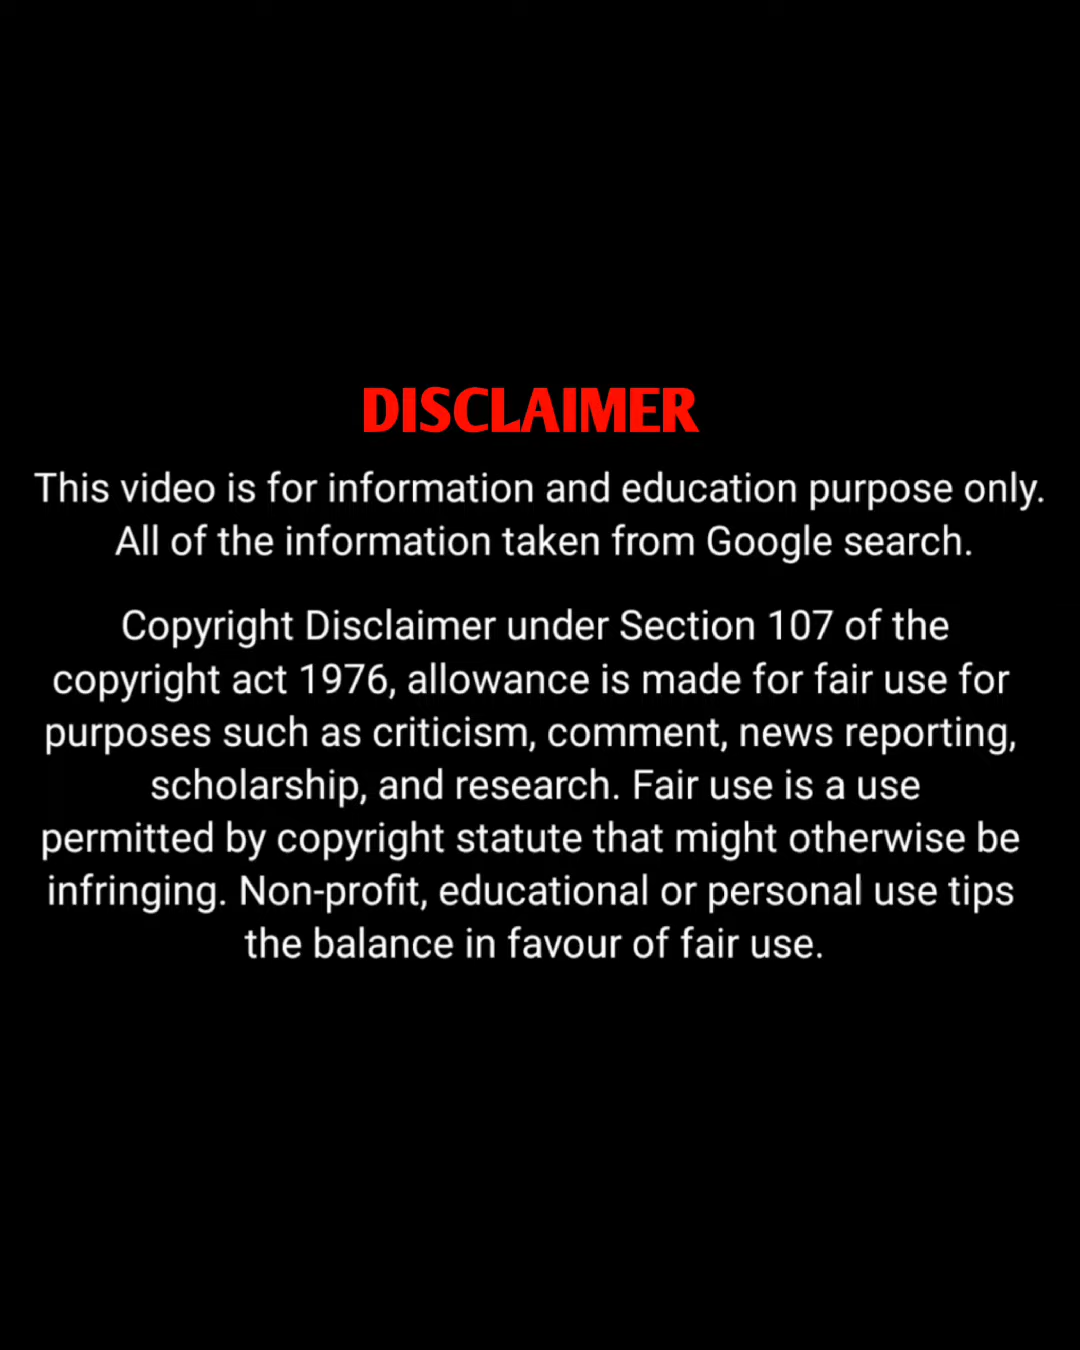 DISCLAIMER
This video is for information and education purpose only.
All of the information taken from Google search.
Copyright Disclaimer under Section 107 of the
copyright act 1976, allowance is made for fair use for
purposes such as criticism, comment, news reporting,
scholarship, and research. Fair use is a use
permitted by copyright statute that might otherwise be
infringing. Non-profit, educational or personal use tips
the balance in favour of fair use.